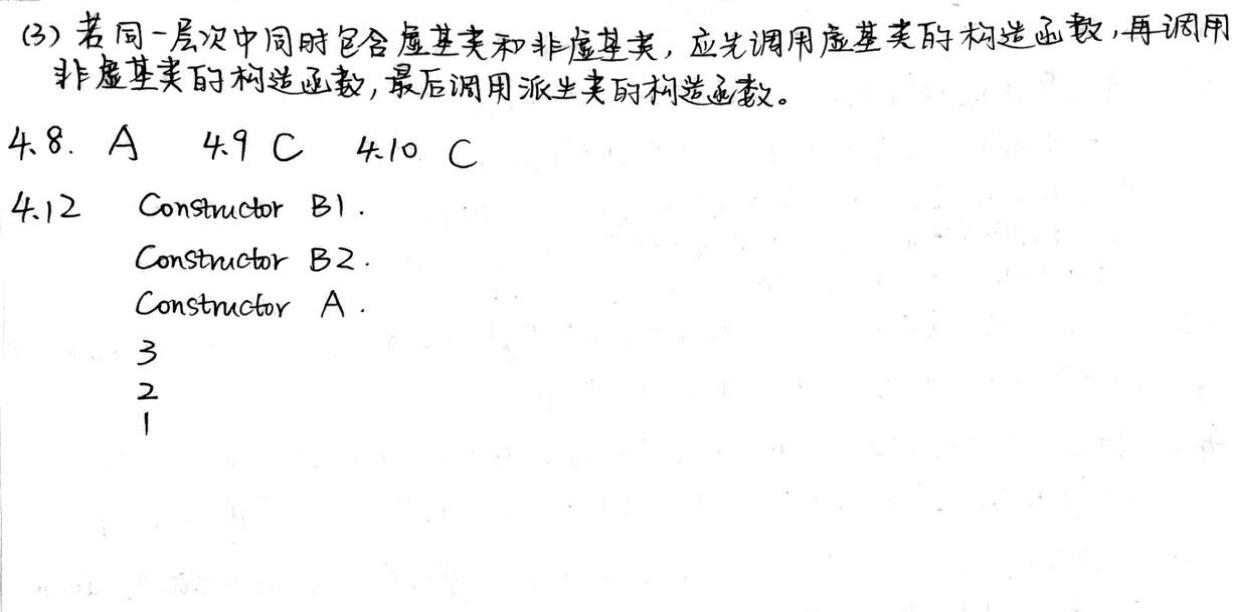 (3) 若同一层次中同时包含虚基类和非虚基类，应先调用虚基类的构造函数，再调用
非虚基类的构造函数，最后调用派生类的构造函数。
4.8. A 4.9 C 4.10 C
4.12 Constructor B1.
Constructor B2.
Constructor A.
3
2
1